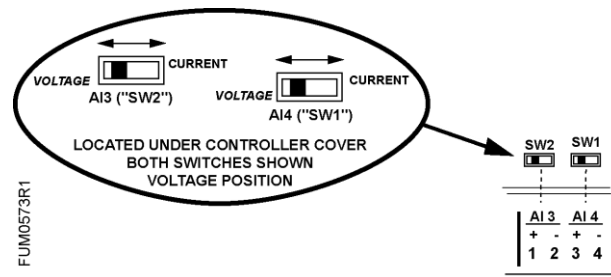 CURRENT
VOLTAGE
AI3 ("SW2")
CURRENT
VOLTAGE
AI4 ("SW1")
LOCATED UNDER CONTROLLER COVER
BOTH SWITCHES SHOWN
VOLTAGE POSITION
FUM0573R1
SW2 SW1
AI 3 AI 4
+ - + -
1 2 3 4